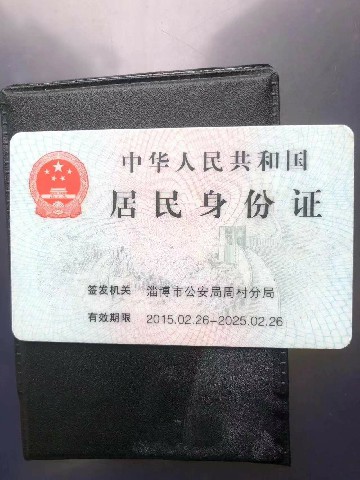 中华人民共和国
居民身份证
签发机关 淄博市公安局周村分局
有效期限 2015.02.26-2025.02.26